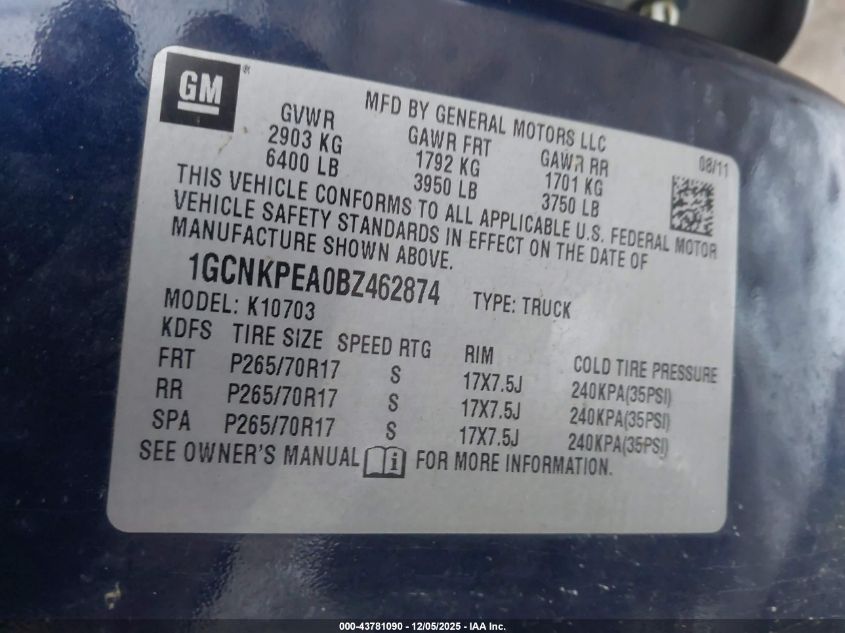 GM ®
MFD BY GENERAL MOTORS LLC
08/11
GVWR GAWR FRT GAWR RR
2903 KG 1792 KG 1701 KG
6400 LB 3950 LB 3750 LB
THIS VEHICLE CONFORMS TO ALL APPLICABLE U.S. FEDERAL MOTOR
VEHICLE SAFETY STANDARDS IN EFFECT ON THE DATE OF
MANUFACTURE SHOWN ABOVE.
1GCNKPEA0BZ462874 TYPE: TRUCK
MODEL: K10703
KDFS TIRE SIZE SPEED RTG RIM COLD TIRE PRESSURE
FRT P265/70R17 S 17X7.5J 240KPA(35PSI)
RR P265/70R17 S 17X7.5J 240KPA(35PSI)
SPA P265/70R17 S 17X7.5J 240KPA(35PSI)
SEE OWNER'S MANUAL i FOR MORE INFORMATION.
000-43781090 - 12/05/2025 - IAA Inc.